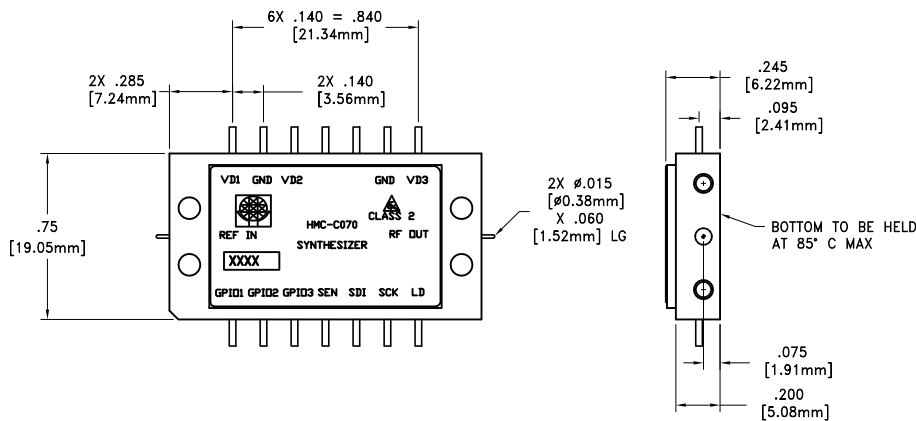 6X .140 = .840
[21.34mm]
2X .285
[7.24mm]
2X .140
[3.56mm]
.245
[6.22mm]
.095
[2.41mm]
VD1 GND VD2 GND VD3
2X Ø.015
[Ø0.38mm]
X .060
[1.52mm] LG
.75
[19.05mm]
CLASS 2
HMC-C070
REF IN
RF OUT
SYNTHESIZER
XXXX
BOTTOM TO BE HELD
AT 85° C MAX
GPIO1 GPIO2 GPIO3 SEN SDI SCK LD
.075
[1.91mm]
.200
[5.08mm]